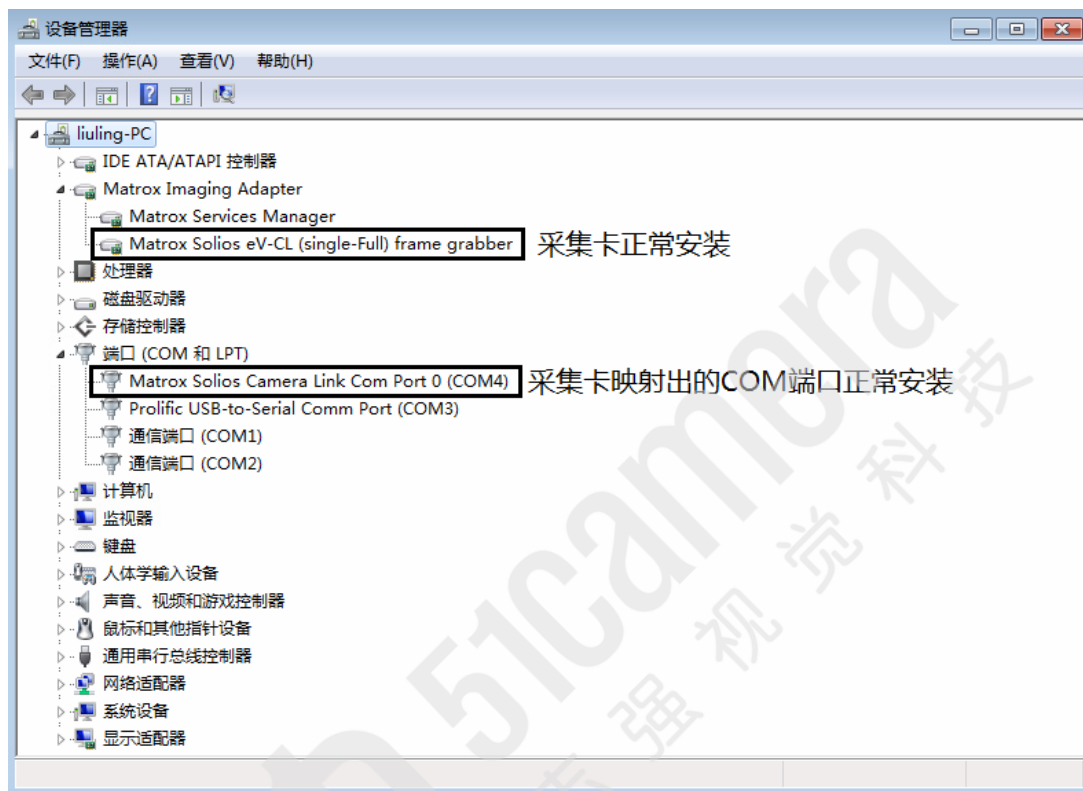 设备管理器
文件(F) 操作(A) 查看(V) 帮助(H)
liuling-PC
IDE ATA/ATAPI 控制器
Matrox Imaging Adapter
Matrox Services Manager
Matrox Solios eV-CL (single-Full) frame grabber 采集卡正常安装
处理器
磁盘驱动器
存储控制器
端口 (COM 和 LPT)
Matrox Solios Camera Link Com Port 0 (COM4) 采集卡映射出的COM端口正常安装
Prolific USB-to-Serial Comm Port (COM3)
通信端口 (COM1)
通信端口 (COM2)
计算机
监视器
键盘
人体学输入设备
声音、视频和游戏控制器
鼠标和其他指针设备
通用串行总线控制器
网络适配器
系统设备
显示适配器
51camera
强视觉科技